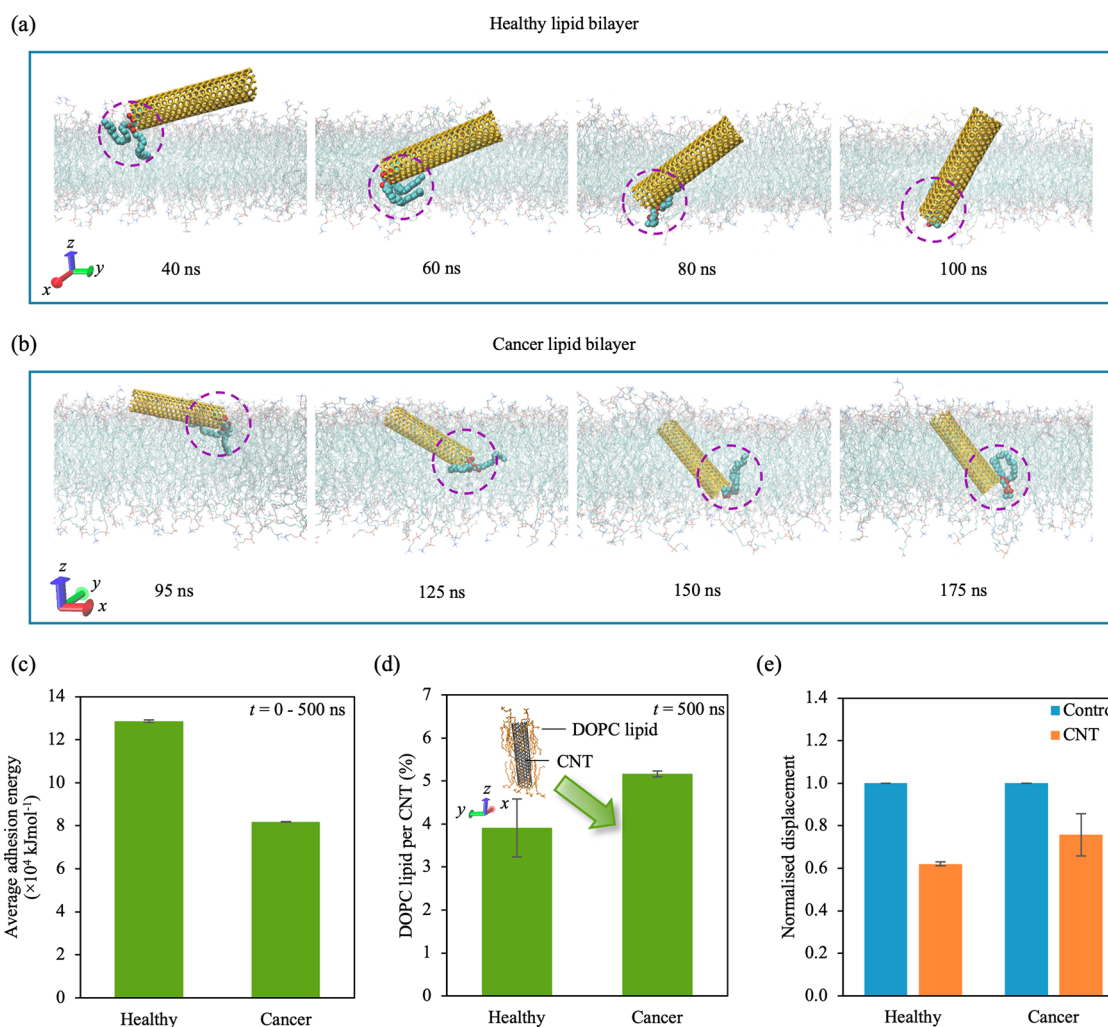 (a)
Healthy lipid bilayer
z
y
x
40 ns
60 ns
80 ns
100 ns
(b)
Cancer lipid bilayer
z
y
x
95 ns
125 ns
150 ns
175 ns
(c)
Average adhesion energy
(×10⁴ kJmol⁻¹)
14
12
10
8
6
4
2
0
t = 0 - 500 ns
Healthy
Cancer
(d)
DOPC lipid per CNT (%)
7
6
5
4
3
2
1
0
t = 500 ns
DOPC lipid
CNT
z
x
y
Healthy
Cancer
(e)
Normalised displacement
1.4
1.2
1.0
0.8
0.6
0.4
0.2
0.0
Contro
CNT
Healthy
Cancer